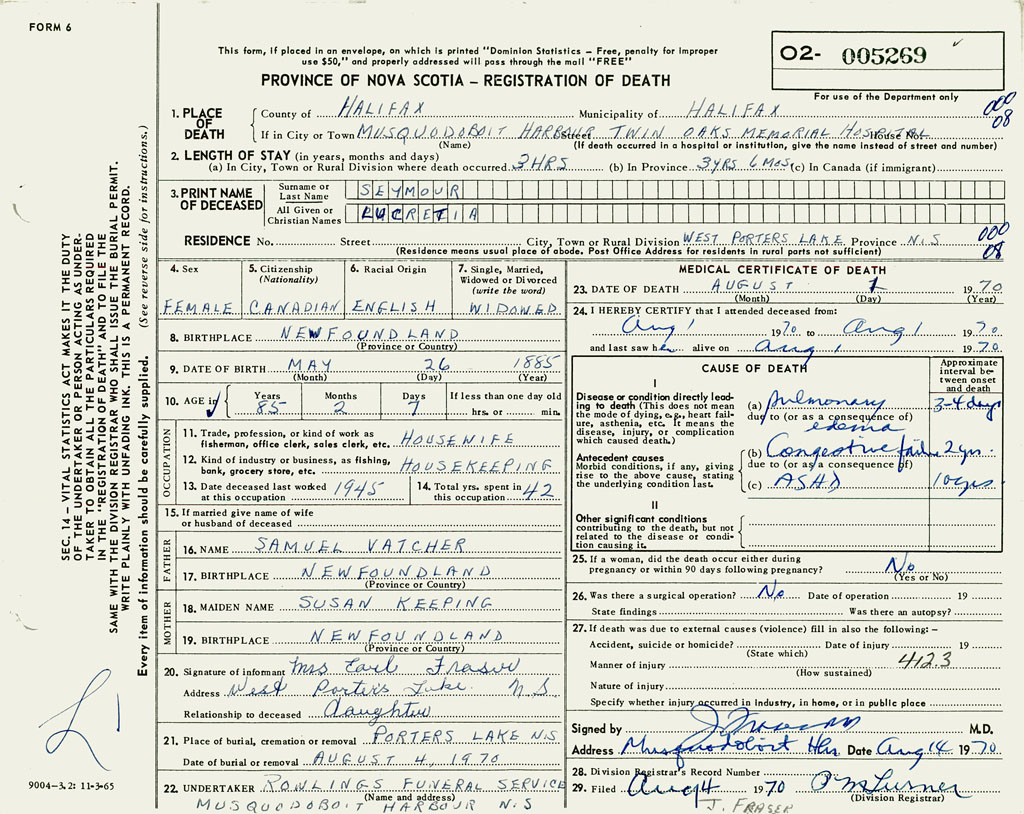 FORM 6
This form, if placed in an envelope, on which is printed "Dominion Statistics – Free, penalty for improper
use $50," and properly addressed will pass through the mail "FREE"
PROVINCE OF NOVA SCOTIA – REGISTRATION OF DEATH
O2- 005269
For use of the Department only
1. PLACE OF DEATH County of HALIFAX Municipality of HALIFAX 000 08
If in City or Town MUSQUODOBOIT HARBOUR Street TWIN OAKS MEMORIAL HOSPITAL House No.
(Name) (If death occurred in a hospital or institution, give the name instead of street and number)
2. LENGTH OF STAY (in years, months and days)
(a) In City, Town or Rural Division where death occurred 3 HRS (b) In Province 3 YRS 6 MOS (c) In Canada (if immigrant)
3. PRINT NAME OF DECEASED Surname or Last Name SEYMOUR
All Given or Christian Names LUCRETIA
RESIDENCE No. Street City, Town or Rural Division WEST PORTERS LAKE Province N.S 000 08
(Residence means usual place of abode. Post Office Address for residents in rural parts not sufficient)
4. Sex FEMALE
5. Citizenship (Nationality) CANADIAN
6. Racial Origin ENGLISH
7. Single, Married, Widowed or Divorced (write the word) WIDOWED
8. BIRTHPLACE NEWFOUNDLAND
(Province or Country)
9. DATE OF BIRTH MAY 26 1885
(Month) (Day) (Year)
10. AGE in Years 85 Months 2 Days 7 If less than one day old hrs. or min.
OCCUPATION
11. Trade, profession, or kind of work as fisherman, office clerk, sales clerk, etc. HOUSEWIFE
12. Kind of industry or business, as fishing, bank, grocery store, etc. HOUSEKEEPING
13. Date deceased last worked at this occupation 1945
14. Total yrs. spent in this occupation 42
15. If married give name of wife or husband of deceased
FATHER
16. NAME SAMUEL VATCHER
17. BIRTHPLACE NEWFOUNDLAND
(Province or Country)
MOTHER
18. MAIDEN NAME SUSAN KEEPING
19. BIRTHPLACE NEWFOUNDLAND
(Province or Country)
20. Signature of informant Mrs Earl Fraser
Address West Porters Lake N S
Relationship to deceased daughter
21. Place of burial, cremation or removal PORTERS LAKE N.S
Date of burial or removal AUGUST 4, 1970
22. UNDERTAKER ROWLINGS FUNERAL SERVICE
(Name and address)
MUSQUODOBOIT HARBOUR N.S
MEDICAL CERTIFICATE OF DEATH
23. DATE OF DEATH AUGUST 1 1970
(Month) (Day) (Year)
24. I HEREBY CERTIFY that I attended deceased from:
Aug 1 1970 to Aug 1 1970
and last saw her alive on Aug 1 1970
CAUSE OF DEATH
Approximate interval between onset and death
I
Disease or condition directly leading to death (This does not mean the mode of dying, e.g., heart failure, asthenia, etc. It means the disease, injury, or complication which caused death.)
(a) pulmonary edema 3-4 days
due to (or as a consequence of)
Antecedent causes
Morbid conditions, if any, giving rise to the above cause, stating the underlying condition last.
(b) Congestive failure 2 yrs.
due to (or as a consequence of)
(c) ASHD 10 yrs
II
Other significant conditions
contributing to the death, but not related to the disease or condition causing it.
25. If a woman, did the death occur either during pregnancy or within 90 days following pregnancy? No
(Yes or No)
26. Was there a surgical operation? No Date of operation 19
State findings Was there an autopsy?
27. If death was due to external causes (violence) fill in also the following: –
Accident, suicide or homicide? Date of injury 19
(State which)
Manner of injury 412.3
(How sustained)
Nature of injury
Specify whether injury occurred in industry, in home, or in public place
Signed by M.D.
Address Musquodoboit Hbr Date Aug 14 1970
28. Division Registrar's Record Number
29. Filed Aug 4 1970 P M Turner
(Division Registrar)
J. FRASER
SEC. 14 – VITAL STATISTICS ACT MAKES IT THE DUTY
OF THE UNDERTAKER OR PERSON ACTING AS UNDER-
TAKER TO OBTAIN ALL THE PARTICULARS REQUIRED
IN THE "REGISTRATION OF DEATH" AND TO FILE THE
SAME WITH THE DIVISION REGISTRAR WHO SHALL ISSUE THE BURIAL PERMIT.
WRITE PLAINLY WITH UNFADING INK. THIS IS A PERMANENT RECORD.
Every item of information should be carefully supplied. (See reverse side for instructions.)
9004-3.2: 11-3-65